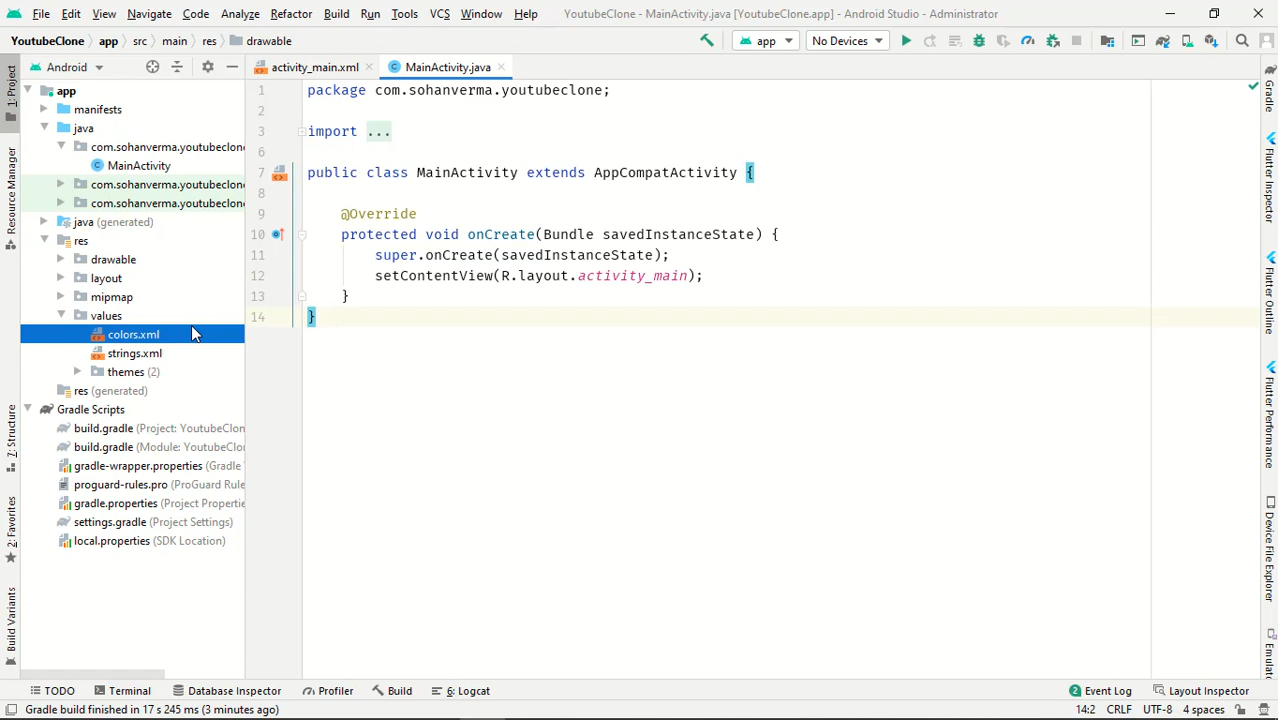 File Edit View Navigate Code Analyze Refactor Build Run Tools VCS Window Help YoutubeClone - MainActivity.java [YoutubeClone.app] - Android Studio - Administrator
YoutubeClone app src main res drawable app No Devices
1: Project
Resource Manager
Z: Structure
2: Favorites
Build Variants
Android
app
manifests
java
com.sohanverma.youtubeclone
MainActivity
com.sohanverma.youtubeclone
com.sohanverma.youtubeclone
java (generated)
res
drawable
layout
mipmap
values
colors.xml
strings.xml
themes (2)
res (generated)
Gradle Scripts
build.gradle (Project: YoutubeClon
build.gradle (Module: YoutubeClo
gradle-wrapper.properties (Gradle
proguard-rules.pro (ProGuard Rule
gradle.properties (Project Propertie
settings.gradle (Project Settings)
local.properties (SDK Location)
activity_main.xml MainActivity.java
1 package com.sohanverma.youtubeclone;
2
3 import ...
6
7 public class MainActivity extends AppCompatActivity {
8
9 @Override
10 protected void onCreate(Bundle savedInstanceState) {
11 super.onCreate(savedInstanceState);
12 setContentView(R.layout.activity_main);
13 }
14 }
Gradle
Flutter Inspector
Flutter Outline
Flutter Performance
Device File Explorer
Emulato
TODO Terminal Database Inspector Profiler Build 6: Logcat 2 Event Log Layout Inspector
Gradle build finished in 17 s 245 ms (3 minutes ago) 14:2 CRLF UTF-8 4 spaces